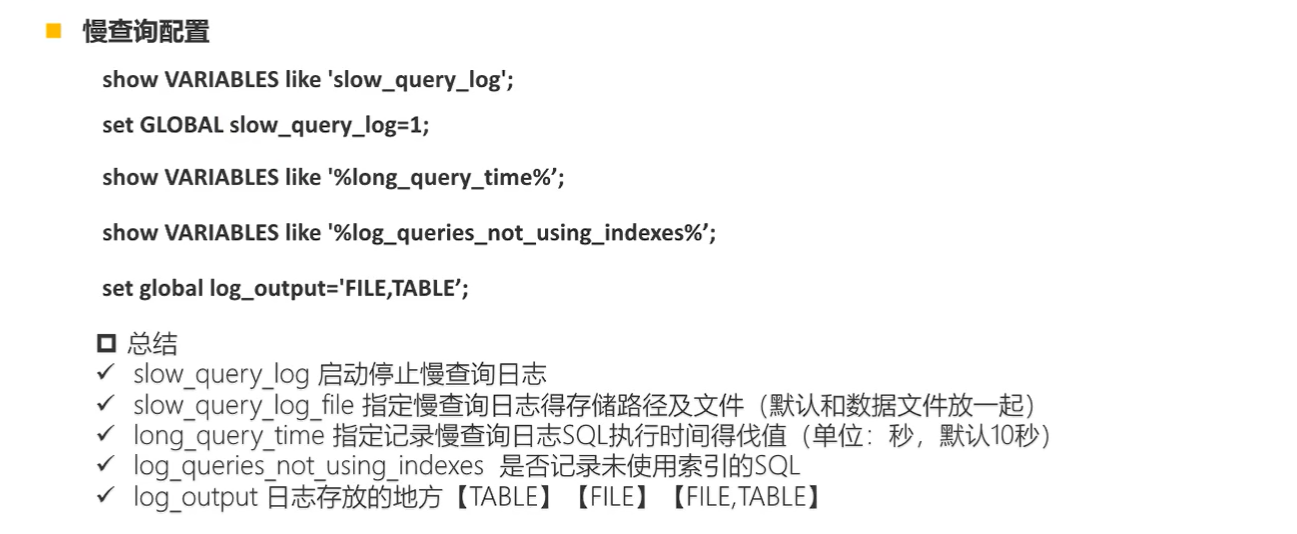 慢查询配置
show VARIABLES like 'slow_query_log';
set GLOBAL slow_query_log=1;
show VARIABLES like '%long_query_time%’;
show VARIABLES like '%log_queries_not_using_indexes%’;
set global log_output='FILE,TABLE’;
总结
✓ slow_query_log 启动停止慢查询日志
✓ slow_query_log_file 指定慢查询日志得存储路径及文件（默认和数据文件放一起）
✓ long_query_time 指定记录慢查询日志SQL执行时间得伐值（单位：秒，默认10秒）
✓ log_queries_not_using_indexes 是否记录未使用索引的SQL
✓ log_output 日志存放的地方【TABLE】【FILE】【FILE,TABLE】